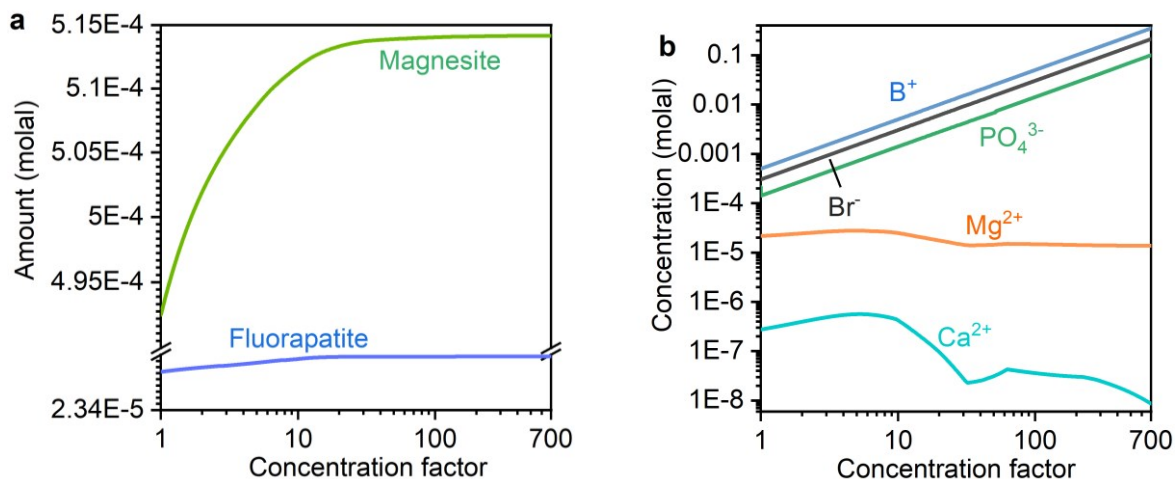 a
5.15E-4
5.1E-4
5.05E-4
5E-4
4.95E-4
2.34E-5
Amount (molal)
Magnesite
Fluorapatite
1
10
100
700
Concentration factor
b
0.1
0.01
0.001
1E-4
1E-5
1E-6
1E-7
1E-8
Concentration (molal)
B⁺
PO₄³⁻
Br⁻
Mg²⁺
Ca²⁺
1
10
100
700
Concentration factor